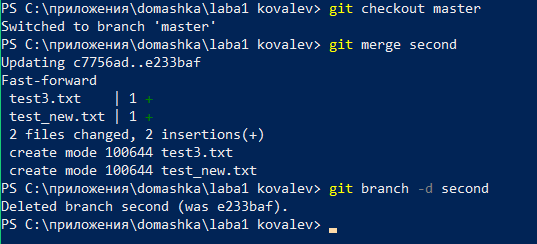 PS C:\приложения\domashka\laba1 kovalev> git checkout master
Switched to branch 'master'
PS C:\приложения\domashka\laba1 kovalev> git merge second
Updating c7756ad..e233baf
Fast-forward
 test3.txt    | 1 +
 test_new.txt | 1 +
 2 files changed, 2 insertions(+)
 create mode 100644 test3.txt
 create mode 100644 test_new.txt
PS C:\приложения\domashka\laba1 kovalev> git branch -d second
Deleted branch second (was e233baf).
PS C:\приложения\domashka\laba1 kovalev>